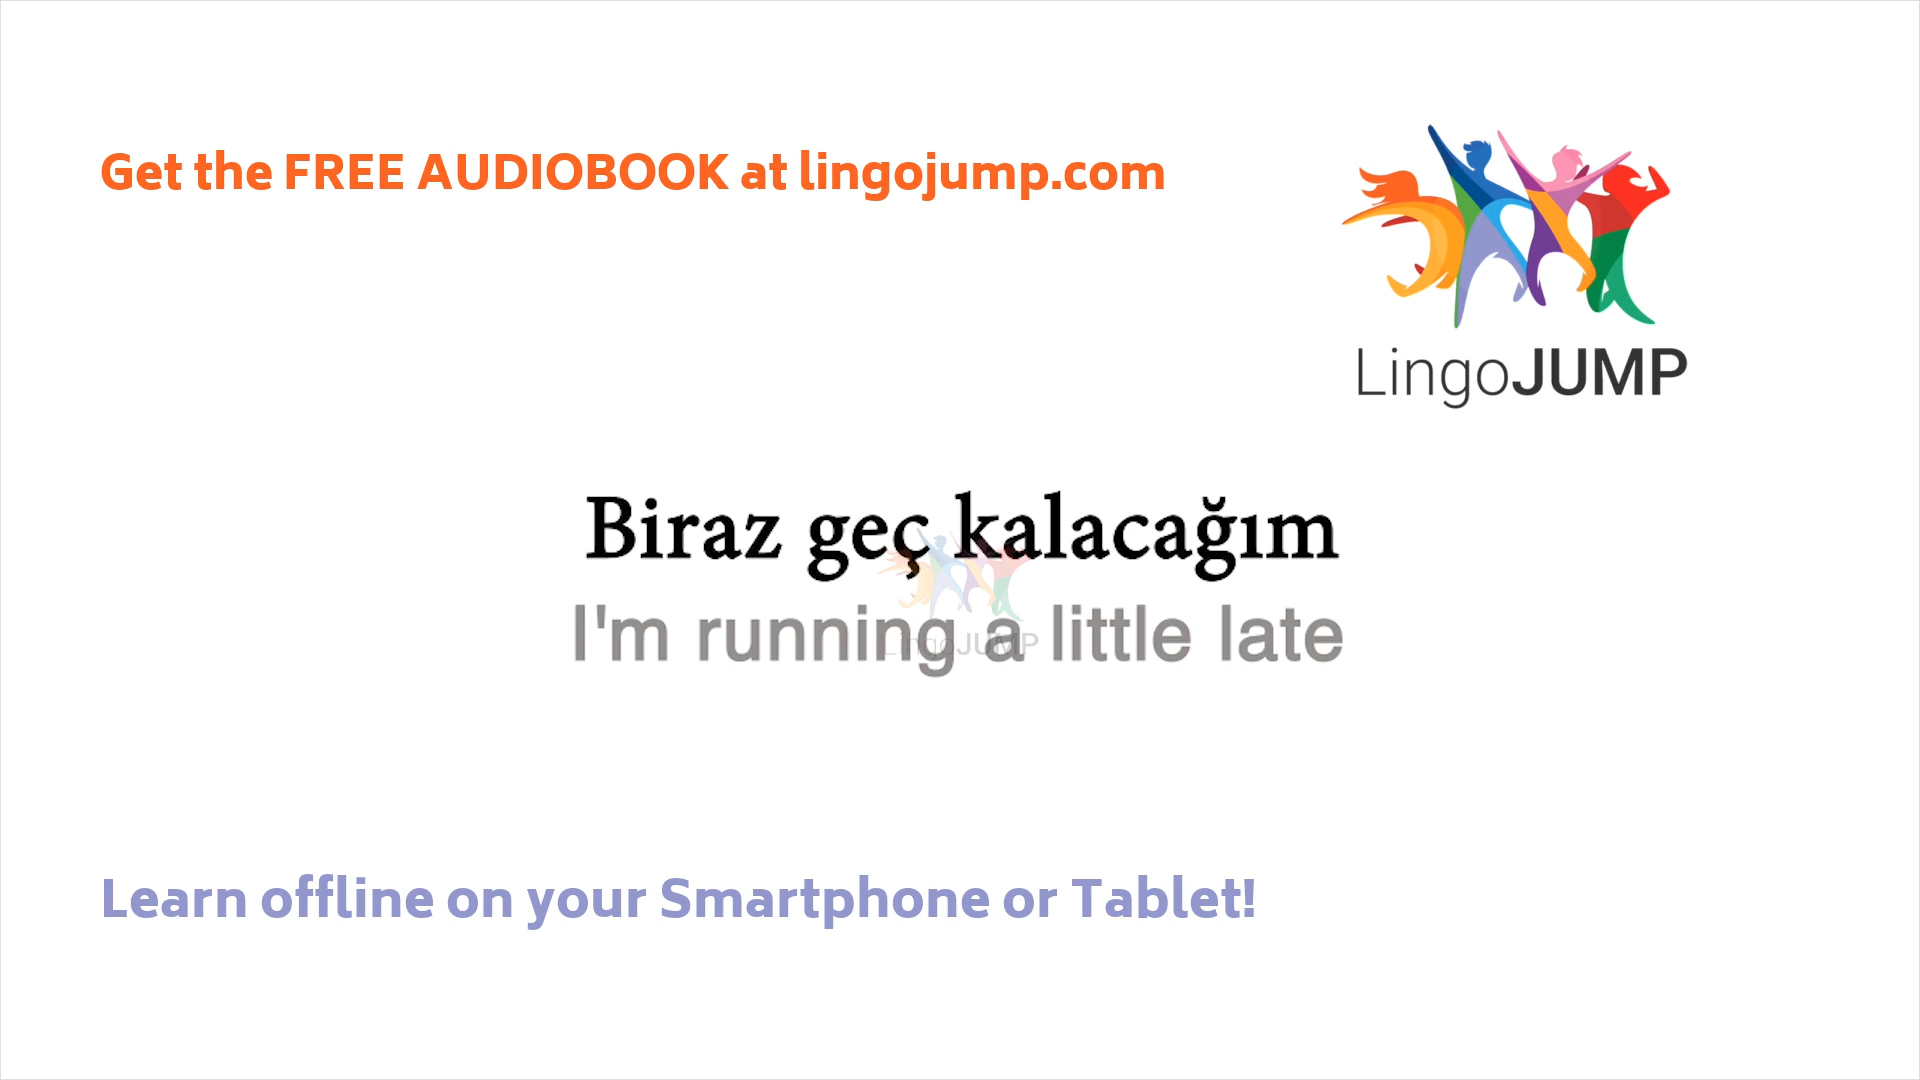 Get the FREE AUDIOBOOK at lingojump.com
LingoJUMP
Biraz geç kalacağım
I'm running a little late
LingoJUMP
Learn offline on your Smartphone or Tablet!